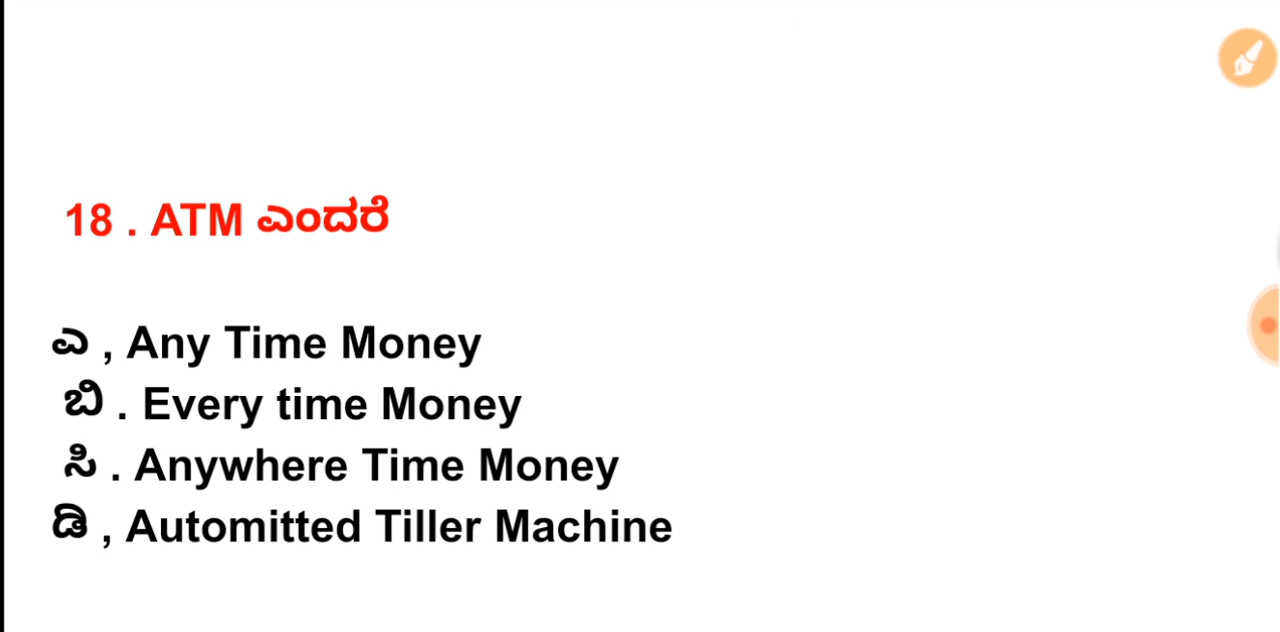 18 . ATM ಎಂದರೆ
ಎ , Any Time Money
ಬಿ . Every time Money
ಸಿ . Anywhere Time Money
ಡಿ , Automitted Tiller Machine